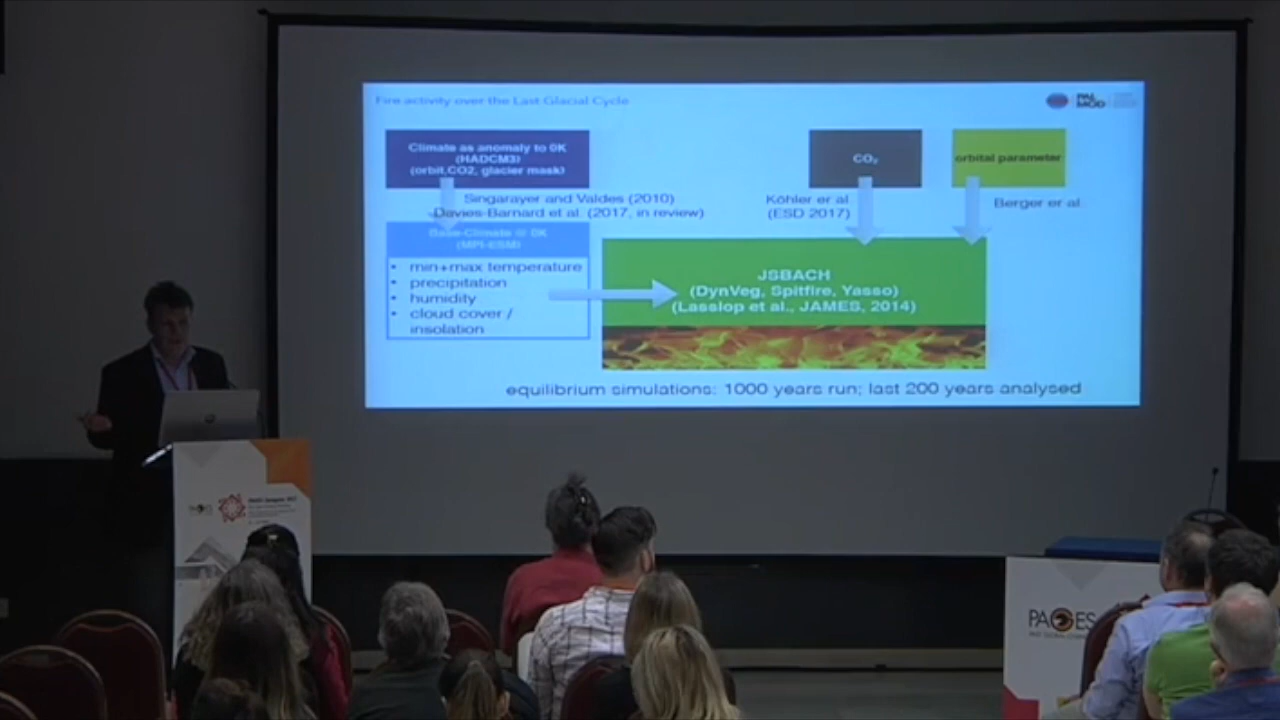 Fire activity over the Last Glacial Cycle
PAL
MOD
Climate as anomaly to 0K
(HADCM3)
(orbit,CO2, glacier mask)
CO₂
orbital parameter
Singarayer and Valdes (2010)
Davies-Barnard et al. (2017, in review)
Köhler er al
(ESD 2017)
Berger er al.
Base-Climate @ 0K
(MPI-ESM)
• min+max temperature
• precipitation
• humidity
• cloud cover /
insolation
JSBACH
(DynVeg, Spitfire, Yasso)
(Lasslop et al., JAMES, 2014)
equilibrium simulations: 1000 years run; last 200 years analysed
PAGES